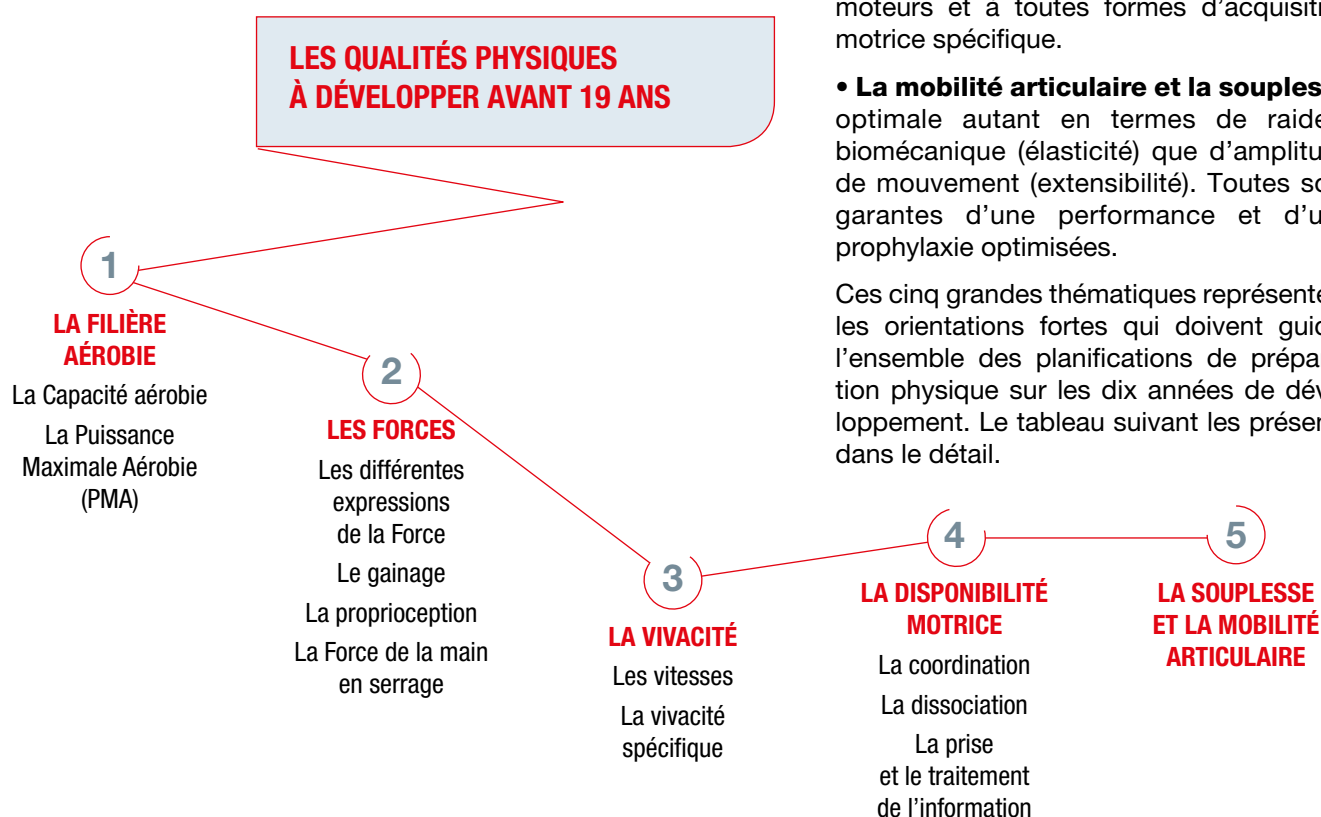 LES QUALITÉS PHYSIQUES
À DÉVELOPPER AVANT 19 ANS
moteurs et à toutes formes d'acquisiti
motrice spécifique.
• La mobilité articulaire et la souples
optimale autant en termes de raide
biomécanique (élasticité) que d'amplitu
de mouvement (extensibilité). Toutes so
garantes d'une performance et d'u
prophylaxie optimisées.
Ces cinq grandes thématiques représente
les orientations fortes qui doivent guid
l'ensemble des planifications de prépar
tion physique sur les dix années de dév
loppement. Le tableau suivant les présen
dans le détail.
1
LA FILIÈRE
AÉROBIE
La Capacité aérobie
La Puissance
Maximale Aérobie
(PMA)
2
LES FORCES
Les différentes
expressions
de la Force
Le gainage
La proprioception
La Force de la main
en serrage
3
LA VIVACITÉ
Les vitesses
La vivacité
spécifique
4
LA DISPONIBILITÉ
MOTRICE
La coordination
La dissociation
La prise
et le traitement
de l'information
5
LA SOUPLESSE
ET LA MOBILITÉ
ARTICULAIRE